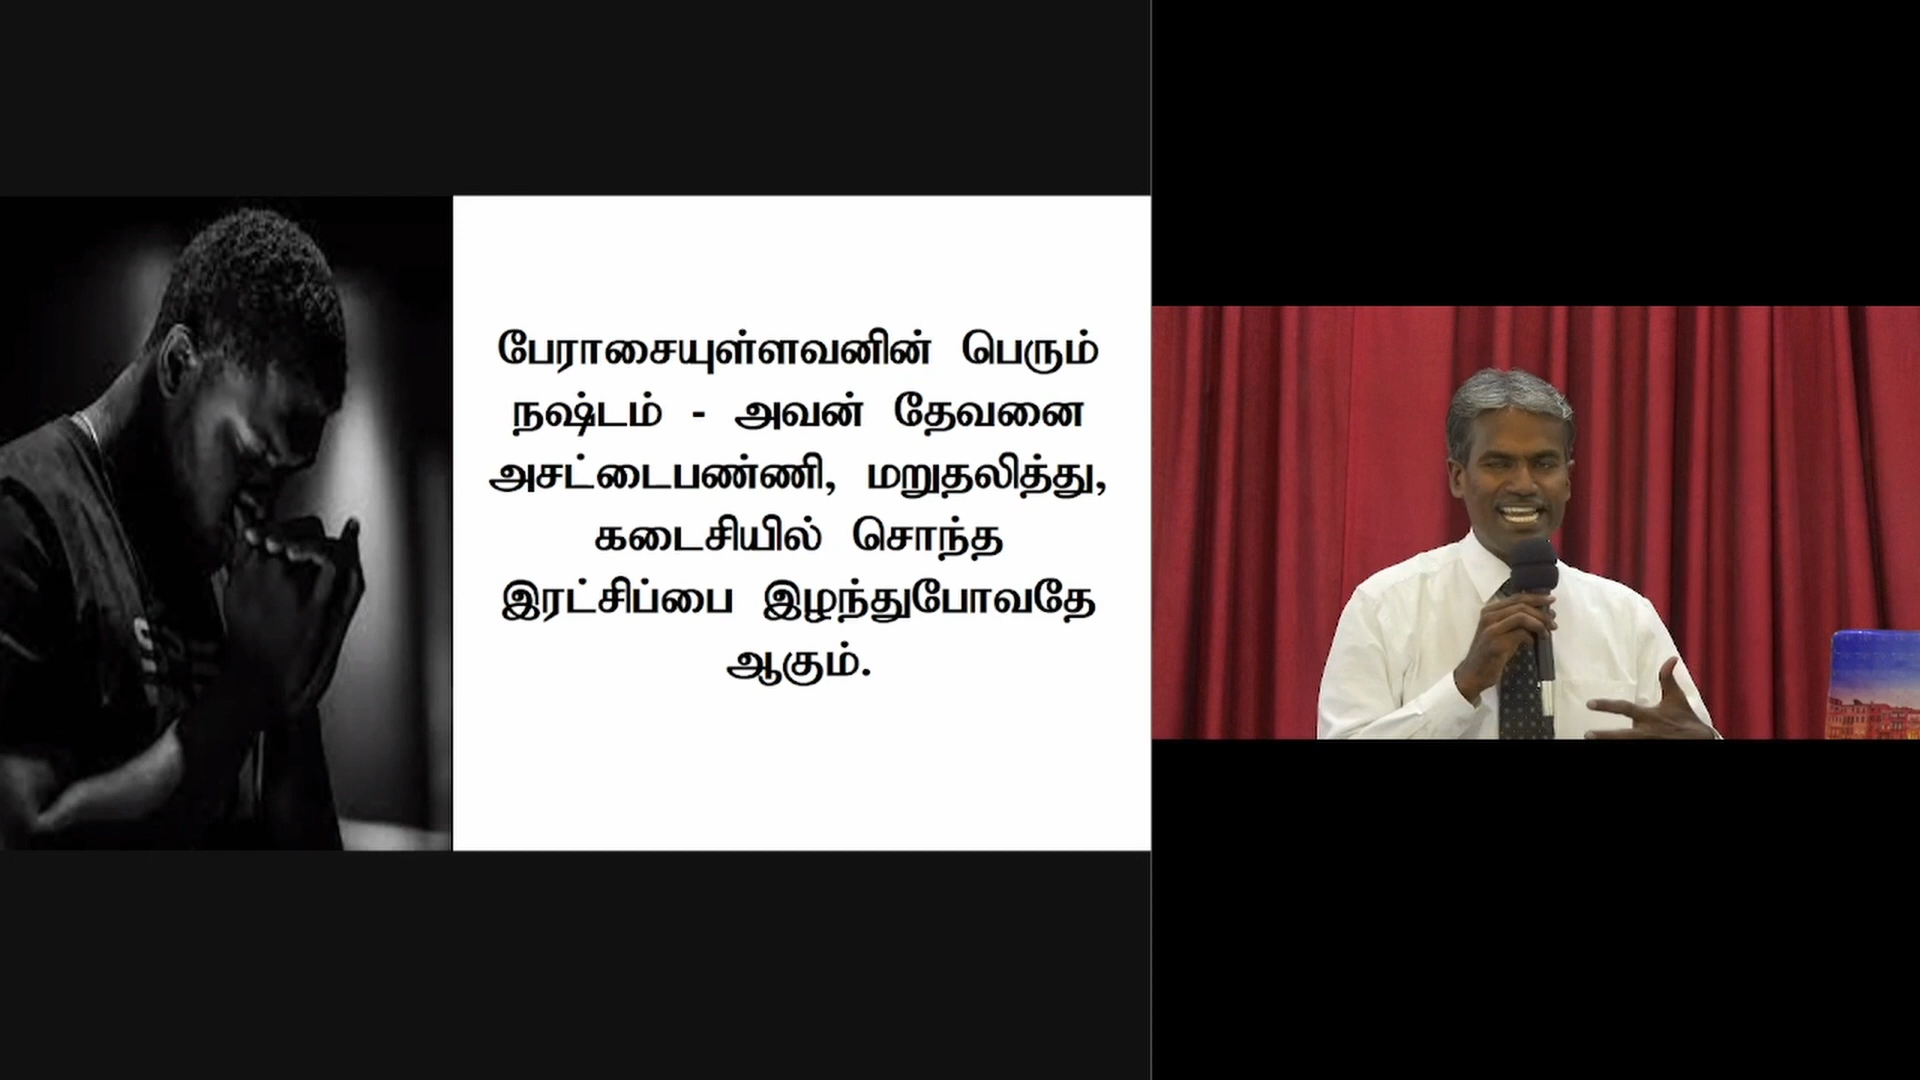 பேராசையுள்ளவனின் பெரும்
நஷ்டம் - அவன் தேவனை
அசட்டைபண்ணி, மறுதலித்து,
கடைசியில் சொந்த
இரட்சிப்பை இழந்துபோவதே
ஆகும்.